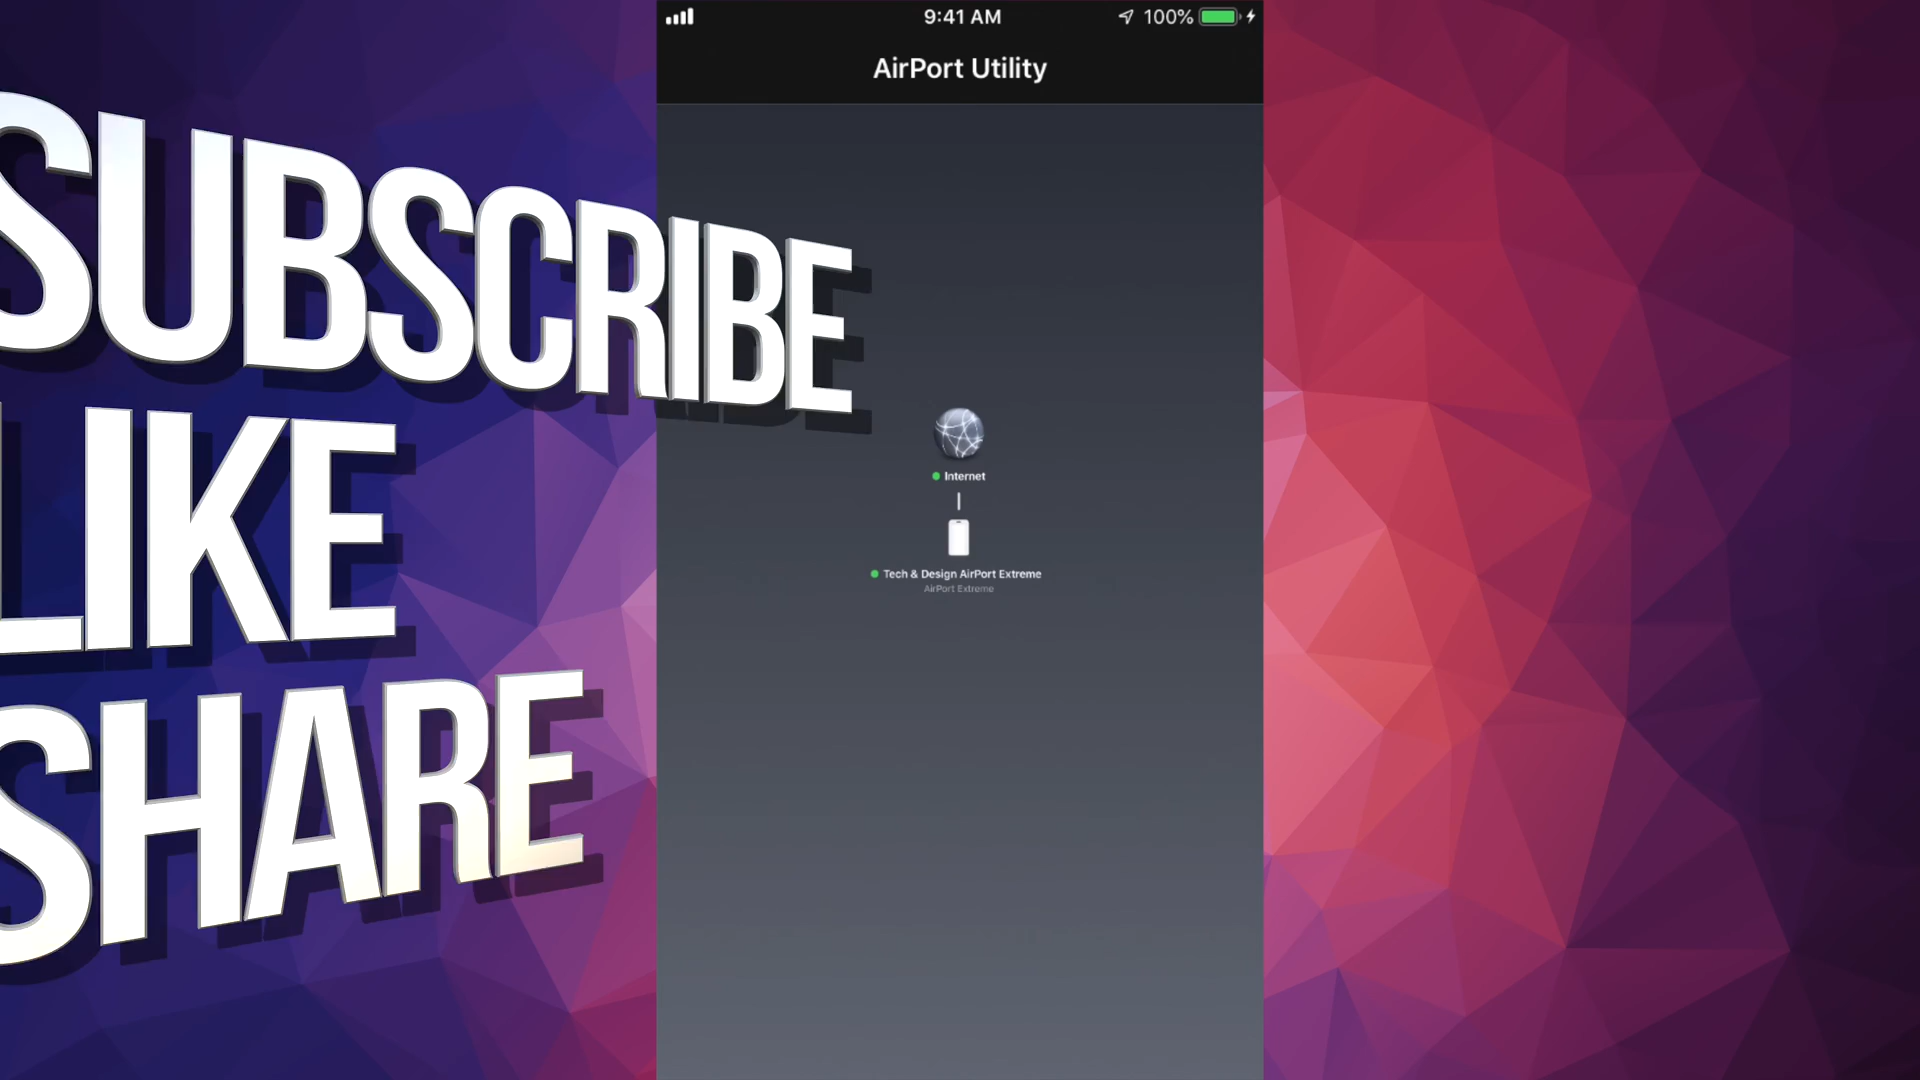 9:41 AM
100%
AirPort Utility
SUBSCRIBE
LIKE
SHARE
Internet
Tech & Design AirPort Extreme
AirPort Extreme